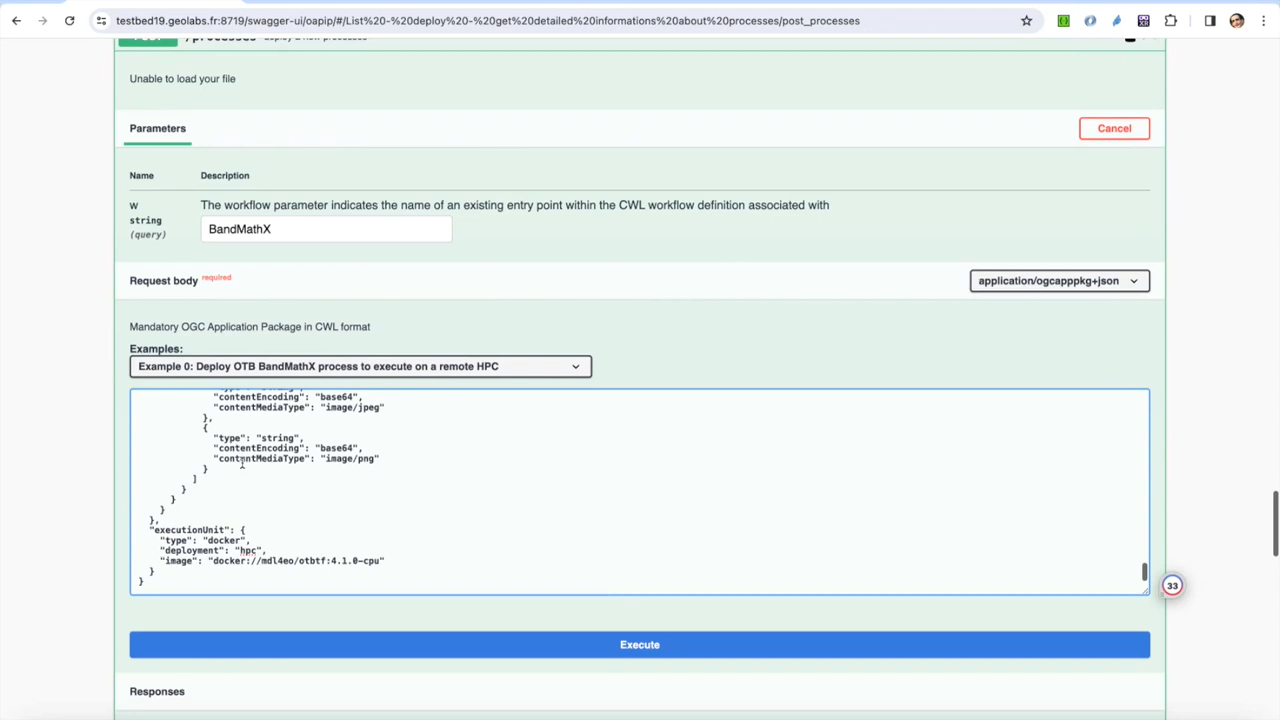 testbed19.geolabs.fr:8719/swagger-ui/oapip/#/List%20-%20deploy%20-%20get%20detailed%20informations%20about%20processes/post_processes
/processes
Unable to load your file
Parameters
Cancel
Name Description
w The workflow parameter indicates the name of an existing entry point within the CWL workflow definition associated with
string
(query)
BandMathX
Request body required
application/ogcapppkg+json
Mandatory OGC Application Package in CWL format
Examples:
Example 0: Deploy OTB BandMathX process to execute on a remote HPC
"contentEncoding": "base64",
"contentMediaType": "image/jpeg"
},
{
"type": "string",
"contentEncoding": "base64",
"contentMediaType": "image/png"
}
]
}
}
}
},
"executionUnit": {
"type": "docker",
"deployment": "hpc",
"image": "docker://mdl4eo/otbtf:4.1.0-cpu"
}
}
33
Execute
Responses